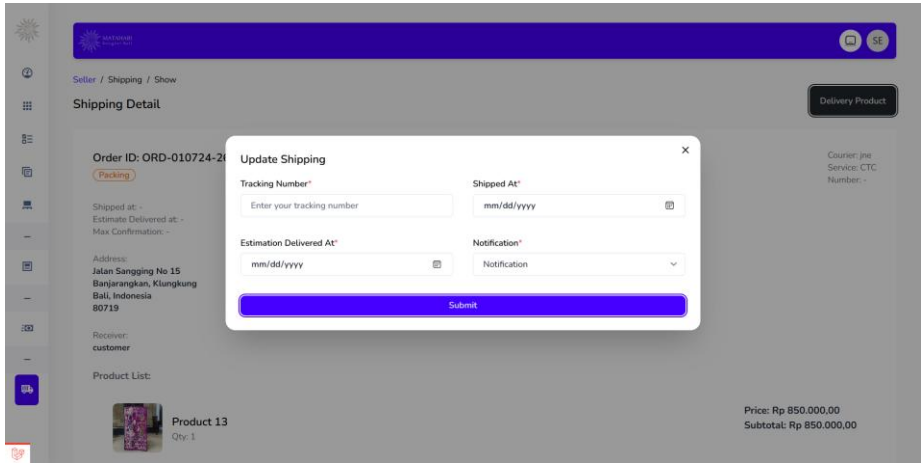 MATAHARI
SE
Seller / Shipping / Show
Shipping Detail
Delivery Product
Order ID: ORD-010724-2
Packing
Courier: jne
Service: CTC
Number: -
Shipped at: -
Estimate Delivered at: -
Max Confirmation: -
Address:
Jalan Sangging No 15
Banjarangkan, Klungkung
Bali, Indonesia
80719
Receiver:
customer
Product List:
Product 13
Qty: 1
Price: Rp 850.000,00
Subtotal: Rp 850.000,00
Update Shipping
Tracking Number*
Enter your tracking number
Shipped At*
mm/dd/yyyy
Estimation Delivered At*
mm/dd/yyyy
Notification*
Notification
Submit